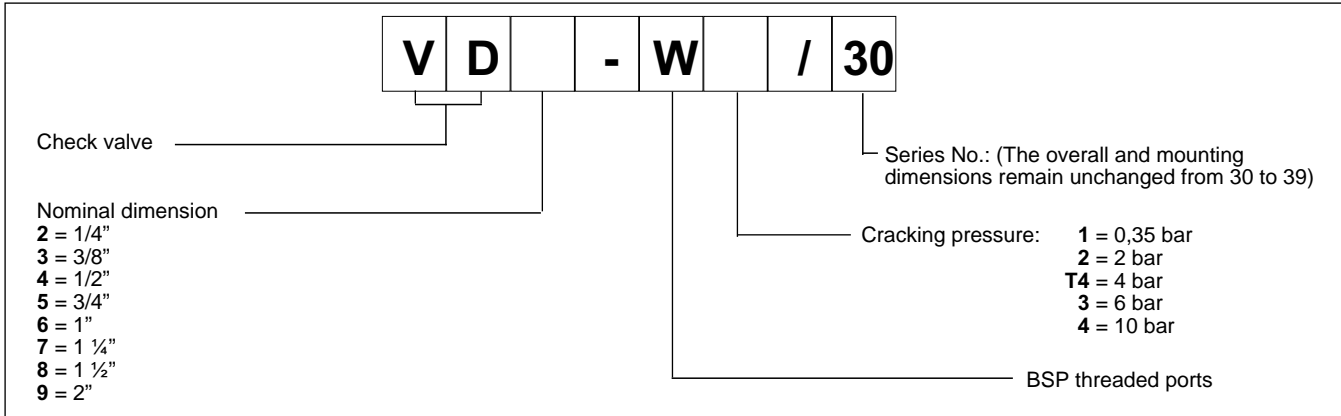 V D - W / 30
Check valve
Series No.: (The overall and mounting
dimensions remain unchanged from 30 to 39)
Nominal dimension
2 = 1/4”
3 = 3/8”
4 = 1/2”
5 = 3/4”
6 = 1”
7 = 1 ¼”
8 = 1 ½”
9 = 2”
Cracking pressure: 1 = 0,35 bar
2 = 2 bar
T4 = 4 bar
3 = 6 bar
4 = 10 bar
BSP threaded ports